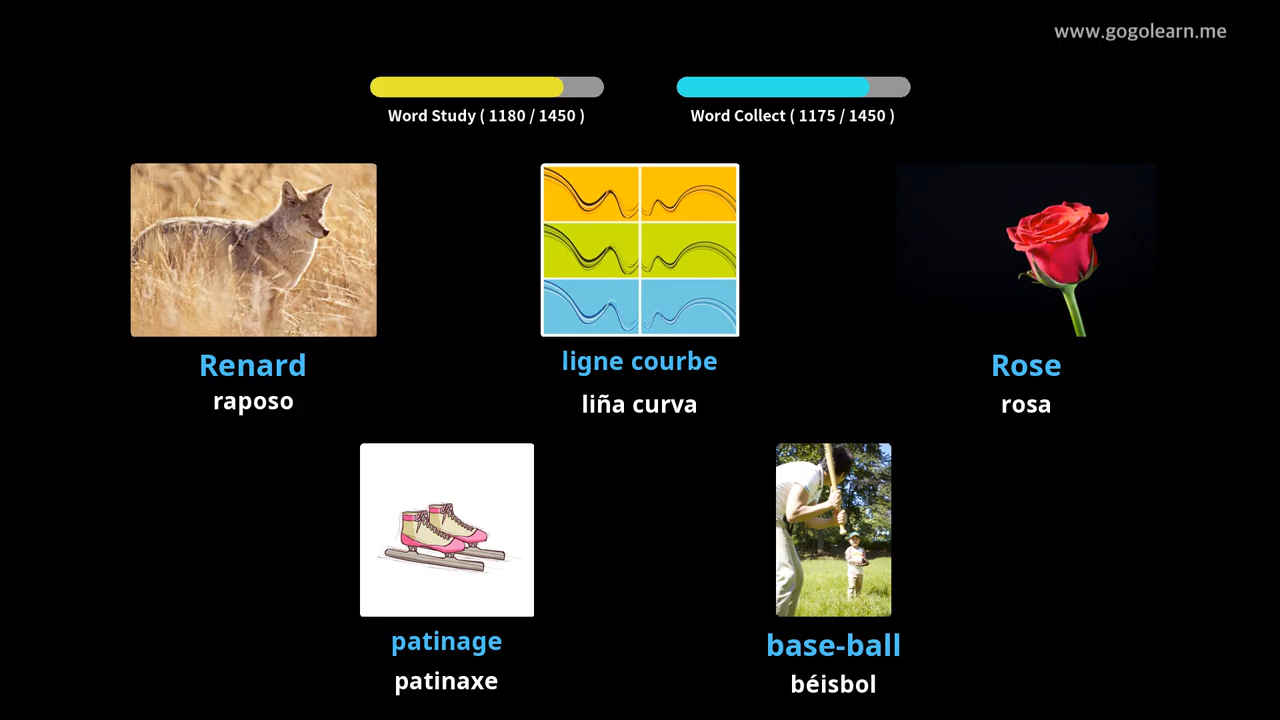 www.gogolearn.me
Word Study ( 1180 / 1450 )
Word Collect ( 1175 / 1450 )
Renard
raposo
ligne courbe
liña curva
Rose
rosa
patinage
patinaxe
base-ball
béisbol